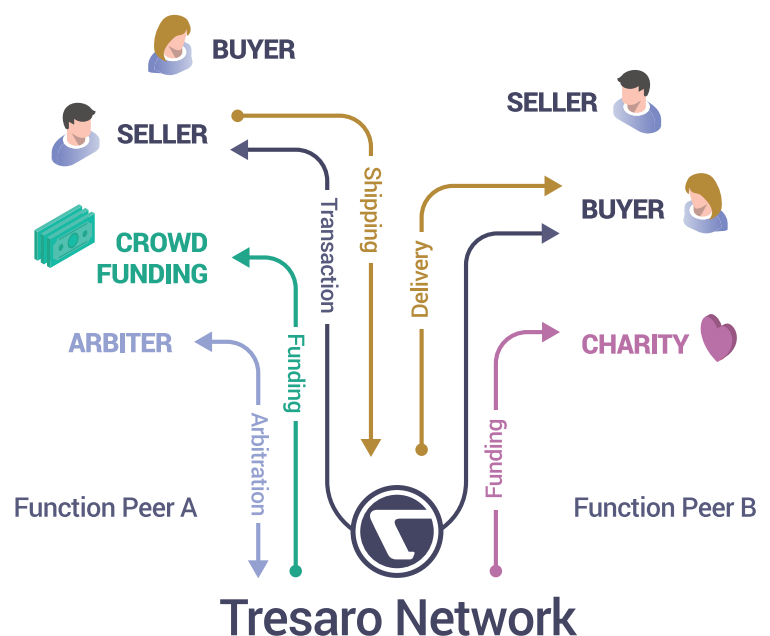 BUYER
SELLER
SELLER
BUYER
CROWD
FUNDING
ARBITER
CHARITY
Shipping
Transaction
Delivery
Funding
Arbitration
Funding
Function Peer A
Function Peer B
Tresaro Network